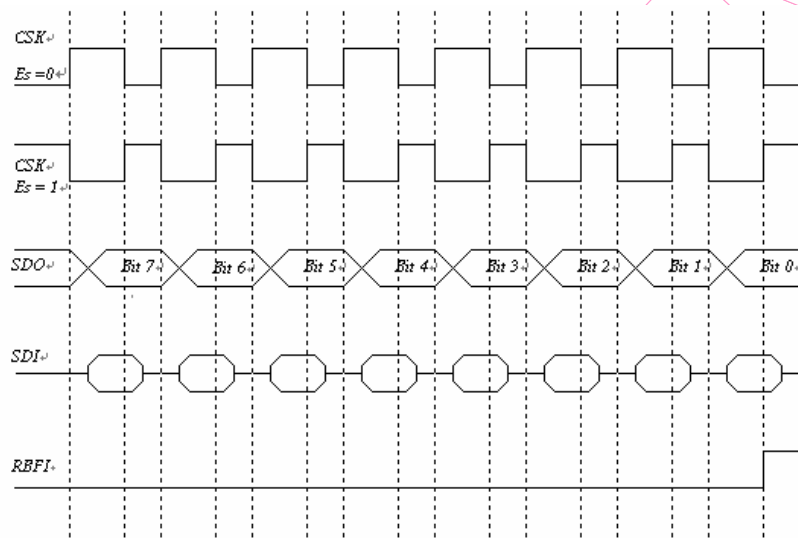 CSK
Es =0
CSK
Es = 1
SDO
Bit 7
Bit 6
Bit 5
Bit 4
Bit 3
Bit 2
Bit 1
Bit 0
SDI
RBFI